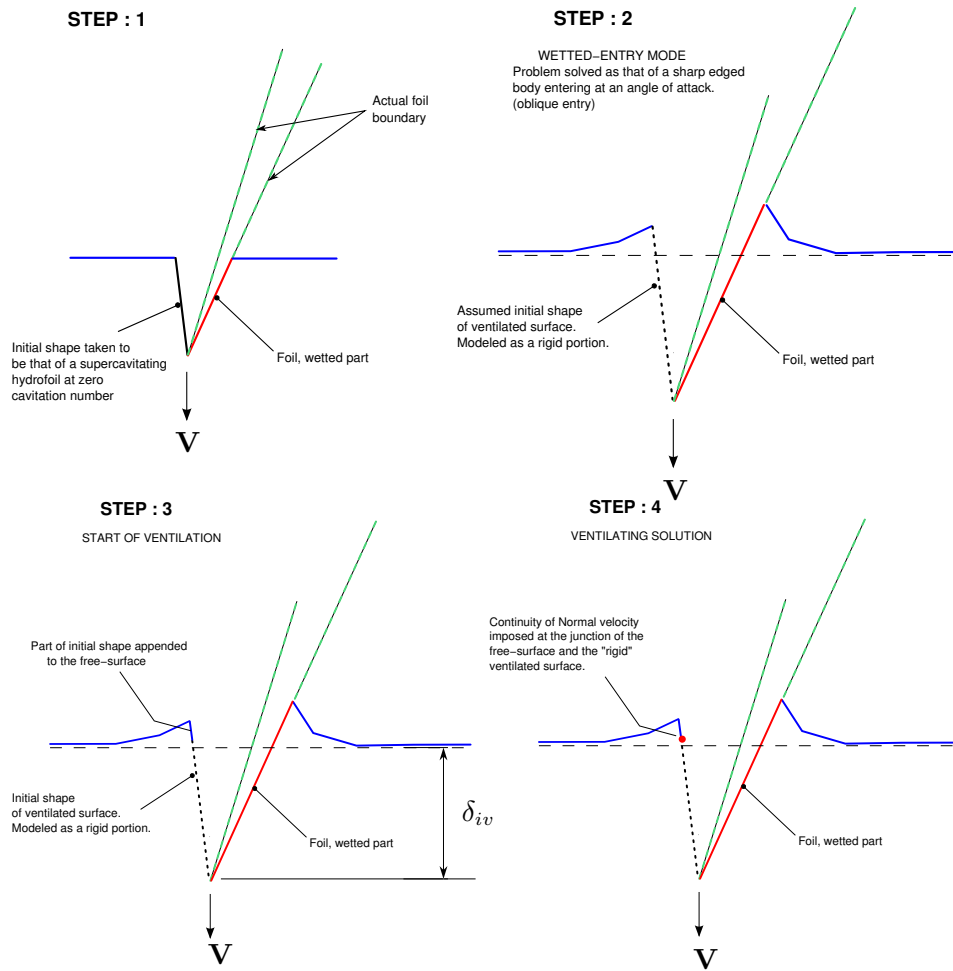 STEP : 1
Actual foil
boundary
Initial shape taken to
be that of a supercavitating
hydrofoil at zero
cavitation number
Foil, wetted part
V
STEP : 2
WETTED−ENTRY MODE
Problem solved as that of a sharp edged
body entering at an angle of attack.
(oblique entry)
Assumed initial shape
of ventilated surface.
Modeled as a rigid portion.
Foil, wetted part
V
STEP : 3
START OF VENTILATION
Part of initial shape appended
to the free−surface
Initial shape
of ventilated surface.
Modeled as a rigid portion.
Foil, wetted part
δiv
V
STEP : 4
VENTILATING SOLUTION
Continuity of Normal velocity
imposed at the junction of the
free−surface and the "rigid"
ventilated surface.
Foil, wetted part
V